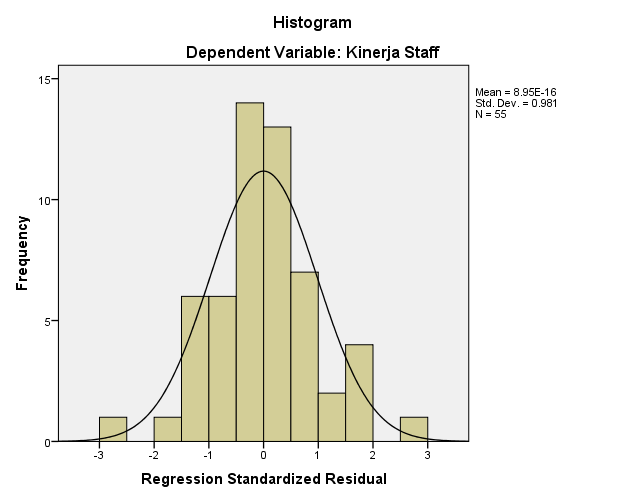 Histogram
Dependent Variable: Kinerja Staff
Mean = 8.95E-16
Std. Dev. = 0.981
N = 55
Frequency
15
10
5
0
-3 -2 -1 0 1 2 3
Regression Standardized Residual